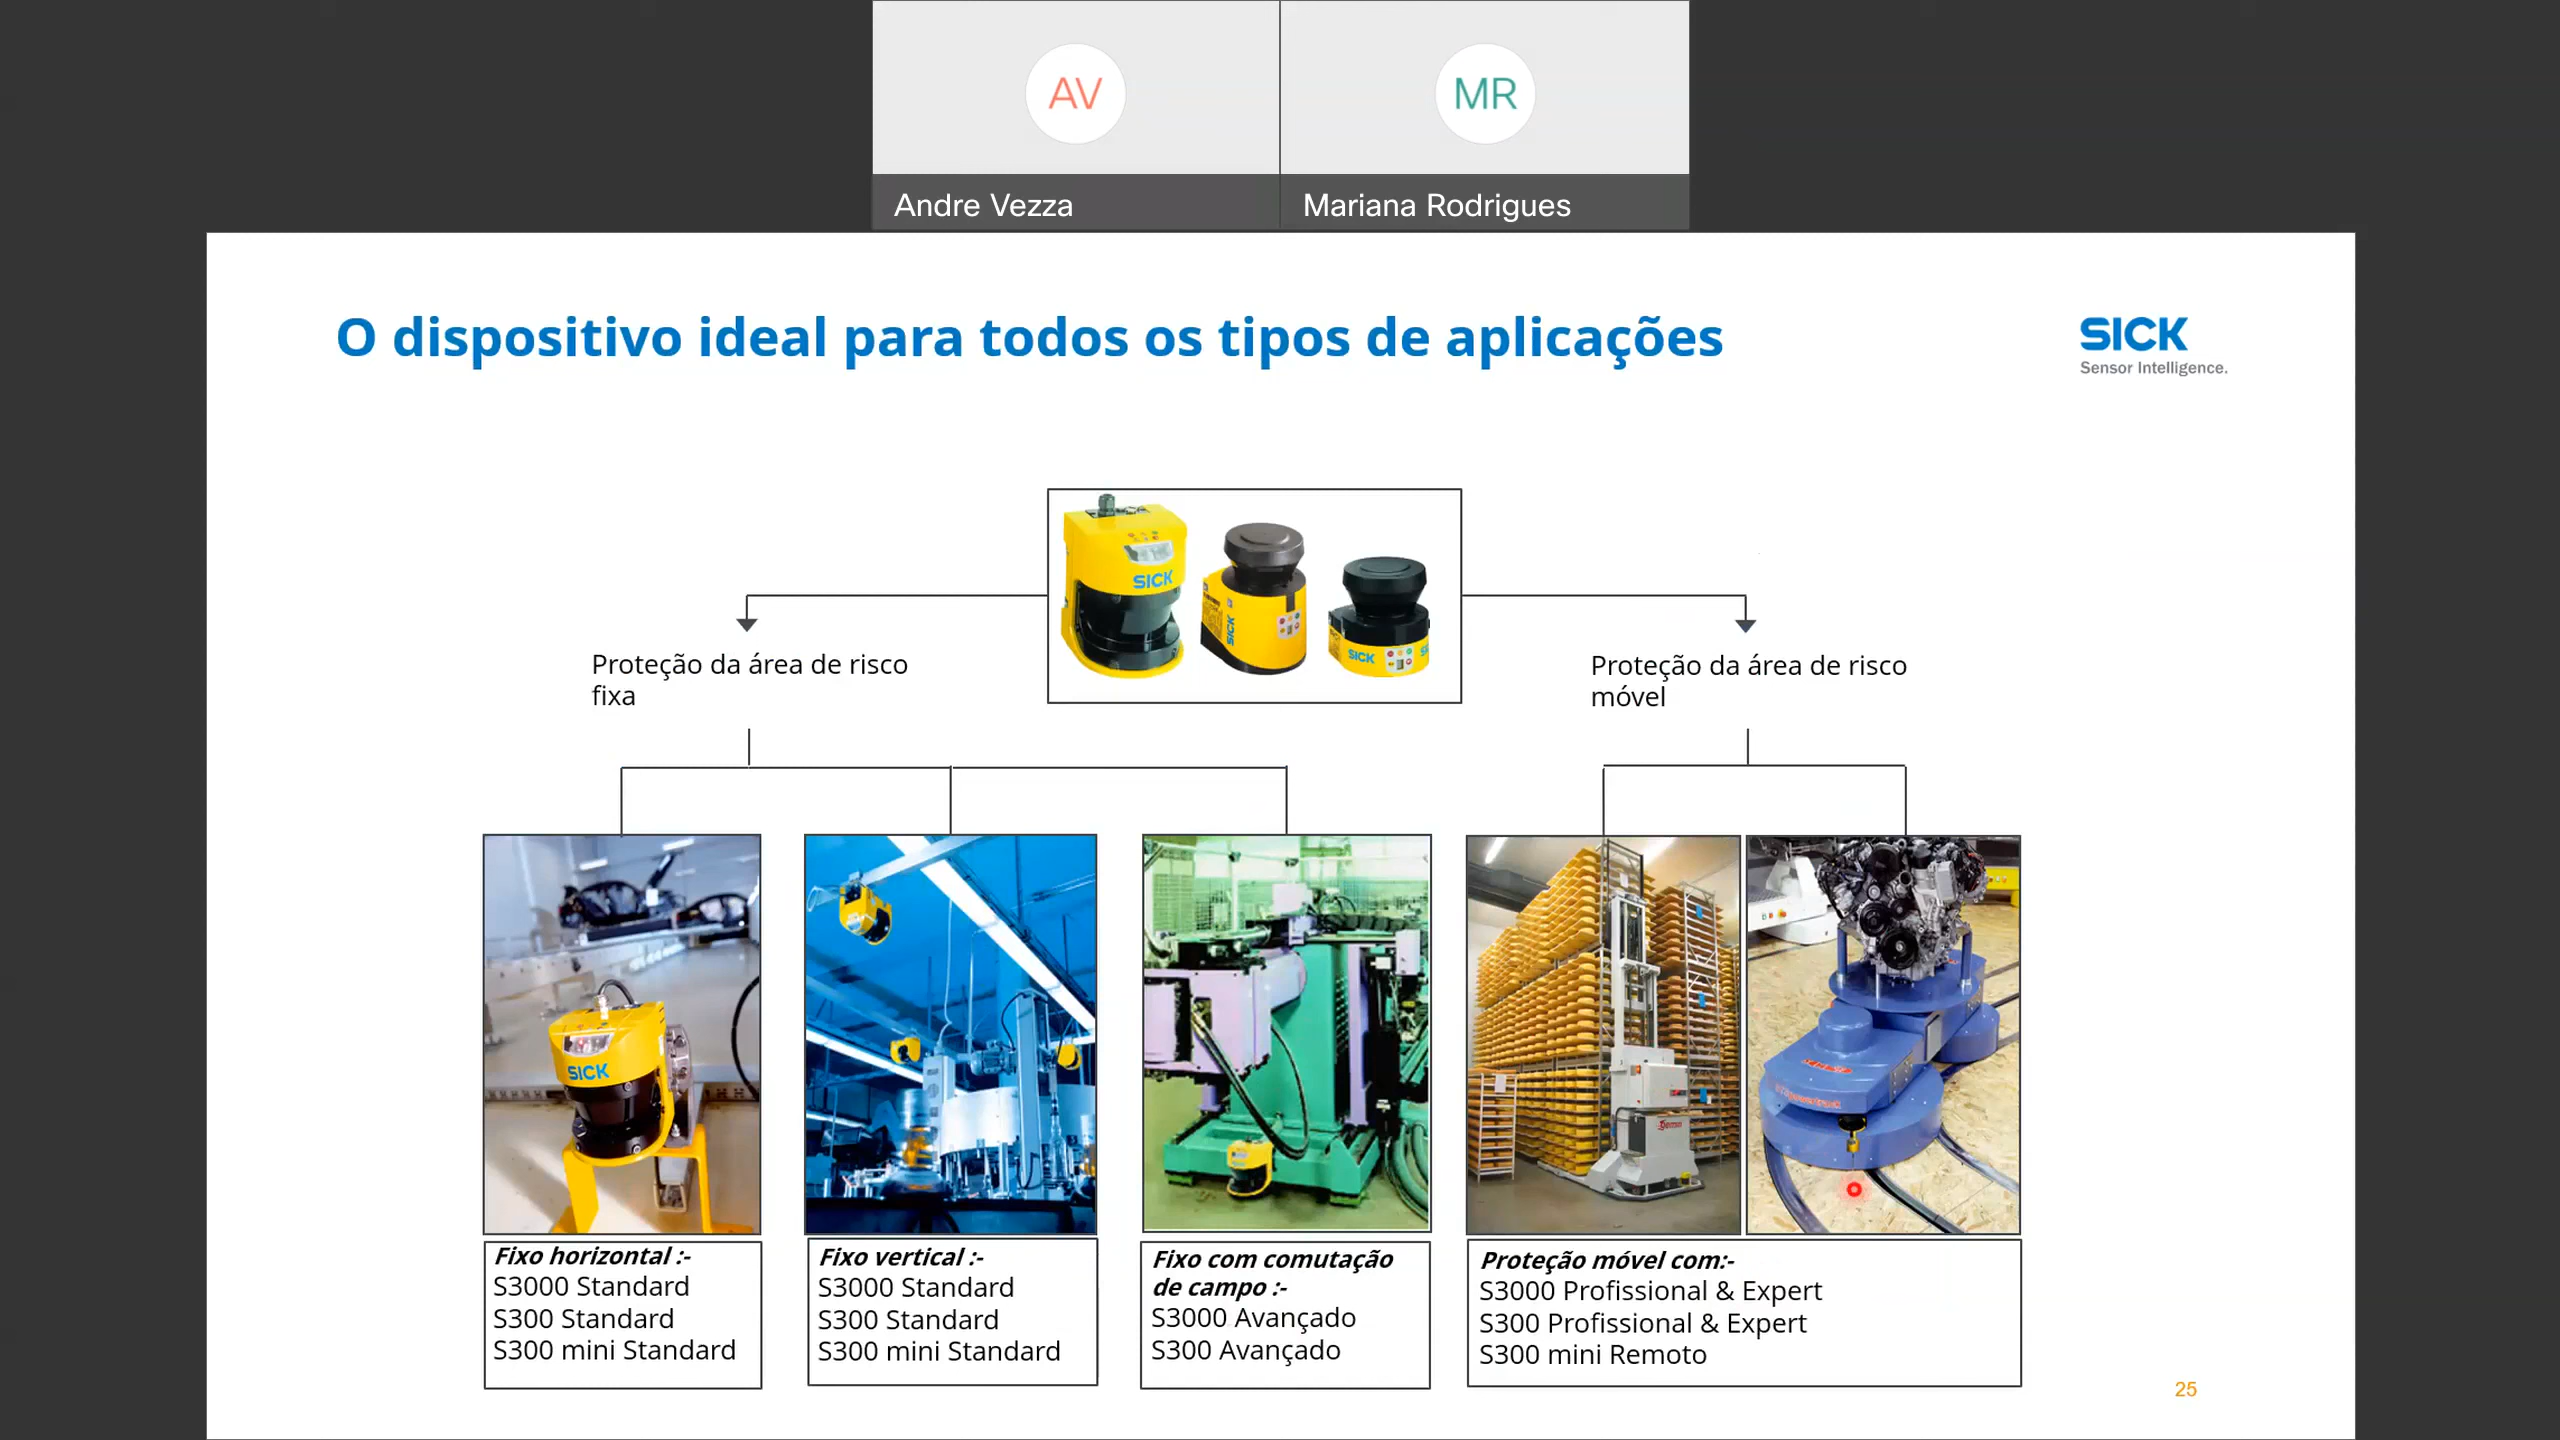 AV
MR
Andre Vezza
Mariana Rodrigues
O dispositivo ideal para todos os tipos de aplicações
SICK
Sensor Intelligence.
SICK
SICK
SICK
Proteção da área de risco
fixa
Proteção da área de risco
móvel
SICK
Fixo horizontal :-
S3000 Standard
S300 Standard
S300 mini Standard
Fixo vertical :-
S3000 Standard
S300 Standard
S300 mini Standard
Fixo com comutação
de campo :-
S3000 Avançado
S300 Avançado
Proteção móvel com:-
S3000 Profissional & Expert
S300 Profissional & Expert
S300 mini Remoto
25